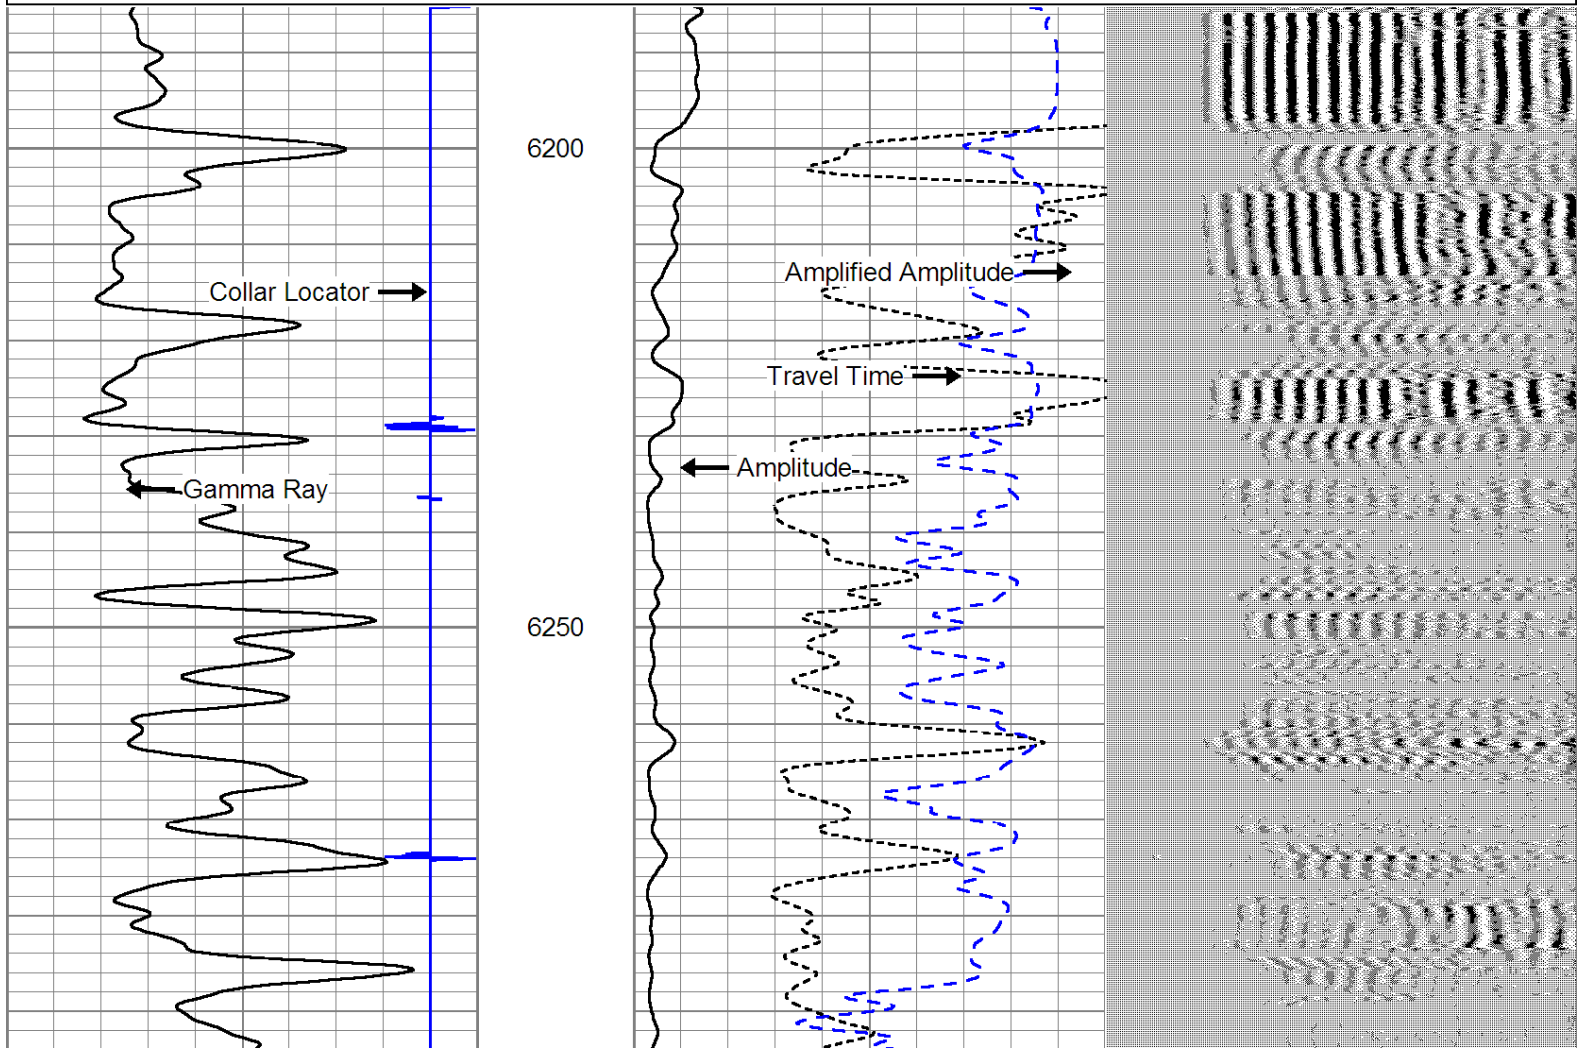 6200
Amplified Amplitude
Collar Locator
Travel Time
Amplitude
Gamma Ray
6250